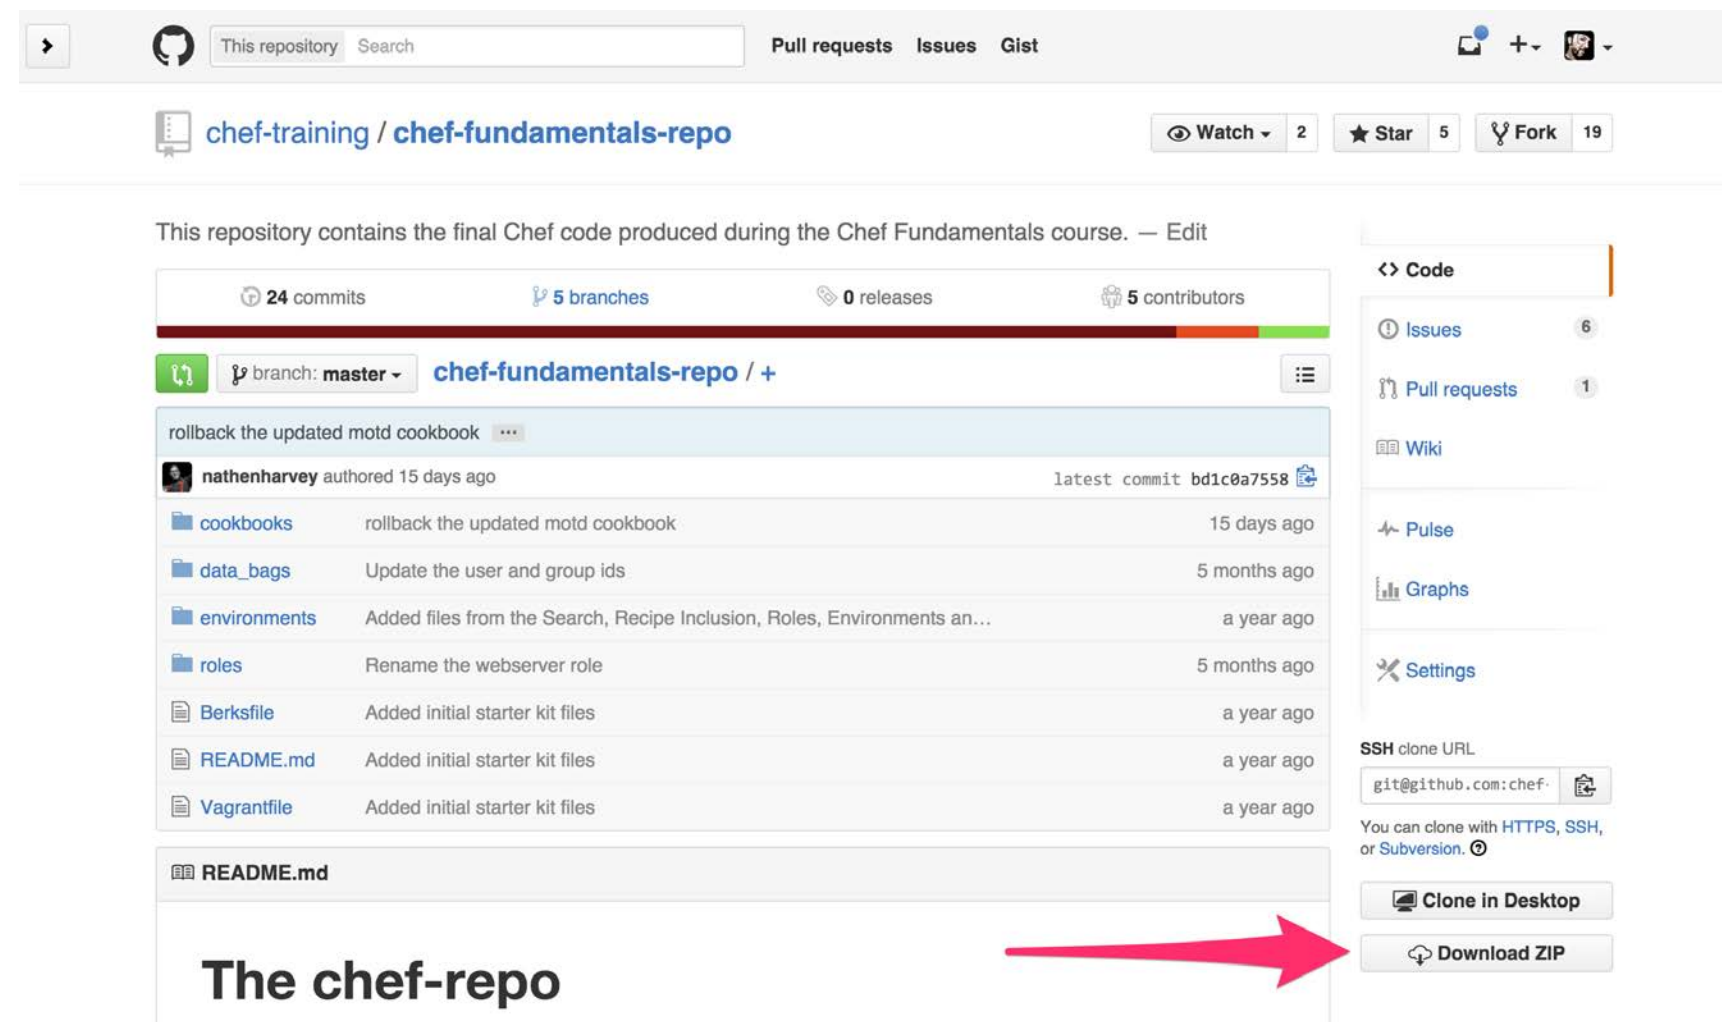 This repository Search Pull requests Issues Gist
chef-training / chef-fundamentals-repo
Watch 2 Star 5 Fork 19
This repository contains the final Chef code produced during the Chef Fundamentals course. — Edit
24 commits 5 branches 0 releases 5 contributors
branch: master chef-fundamentals-repo / +
rollback the updated motd cookbook ...
nathenharvey authored 15 days ago latest commit bd1c0a7558
cookbooks rollback the updated motd cookbook 15 days ago
data_bags Update the user and group ids 5 months ago
environments Added files from the Search, Recipe Inclusion, Roles, Environments an... a year ago
roles Rename the webserver role 5 months ago
Berksfile Added initial starter kit files a year ago
README.md Added initial starter kit files a year ago
Vagrantfile Added initial starter kit files a year ago
README.md
The chef-repo
Code
Issues 6
Pull requests 1
Wiki
Pulse
Graphs
Settings
SSH clone URL
git@github.com:chef-
You can clone with HTTPS, SSH,
or Subversion.
Clone in Desktop
Download ZIP